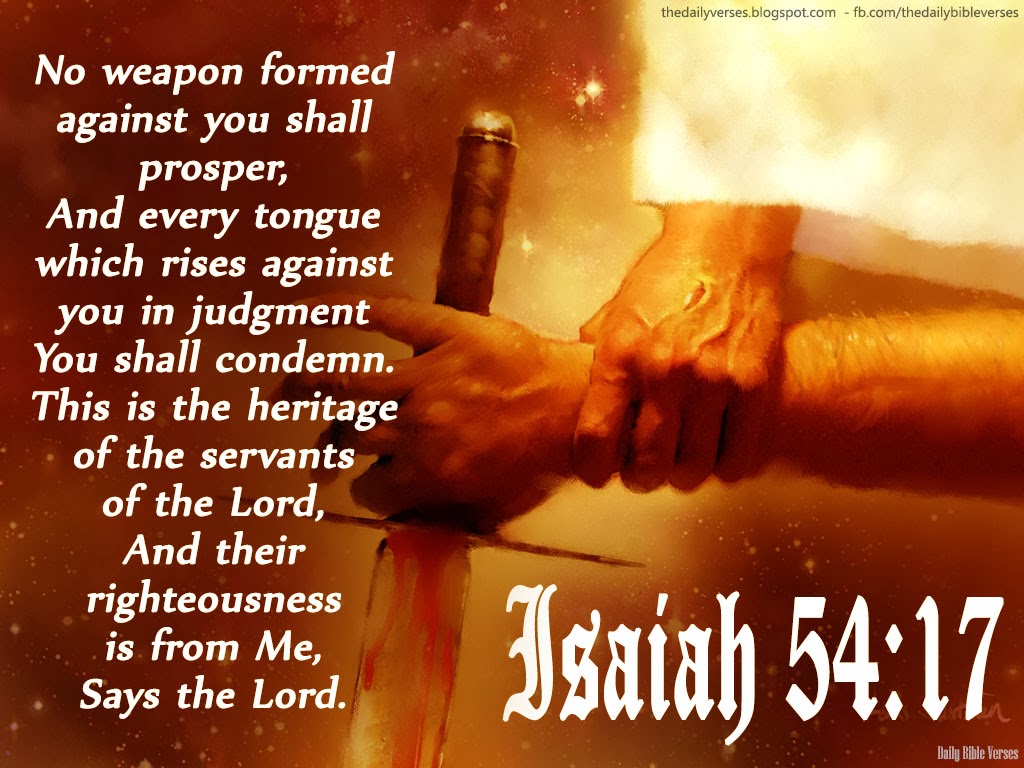 thedailyverses.blogspot.com - fb.com/thedailybibleverses
No weapon formed
against you shall
prosper,
And every tongue
which rises against
you in judgment
You shall condemn.
This is the heritage
of the servants
of the Lord,
And their
righteousness
is from Me,
Says the Lord.
Isaiah 54:17
Daily Bible Verses